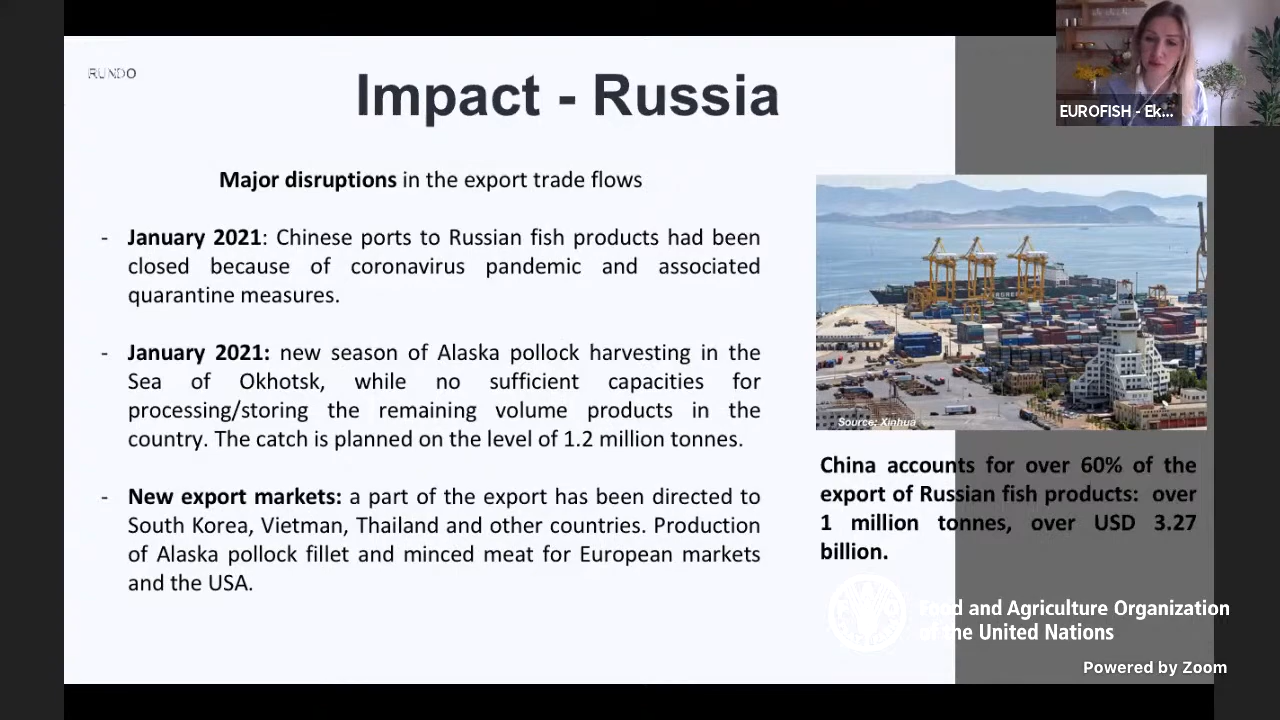 RUNDO
Impact - Russia
EUROFISH - Ek...
Major disruptions in the export trade flows
- January 2021: Chinese ports to Russian fish products had been
closed because of coronavirus pandemic and associated
quarantine measures.
- January 2021: new season of Alaska pollock harvesting in the
Sea of Okhotsk, while no sufficient capacities for
processing/storing the remaining volume products in the
country. The catch is planned on the level of 1.2 million tonnes.
- New export markets: a part of the export has been directed to
South Korea, Vietman, Thailand and other countries. Production
of Alaska pollock fillet and minced meat for European markets
and the USA.
Source: Xinhua
China accounts for over 60% of the
export of Russian fish products: over
1 million tonnes, over USD 3.27
billion.
Food and Agriculture Organization
of the United Nations
Powered by Zoom